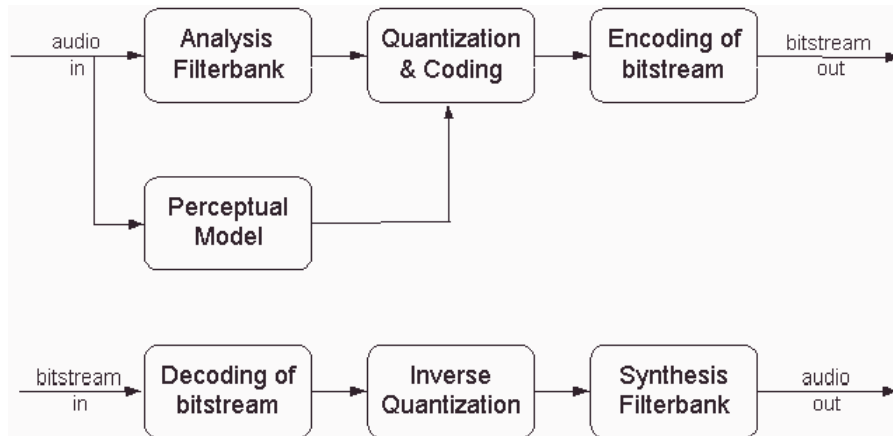 audio
in
Analysis
Filterbank
Quantization
& Coding
Encoding of
bitstream
bitstream
out
Perceptual
Model
bitstream
in
Decoding of
bitstream
Inverse
Quantization
Synthesis
Filterbank
audio
out